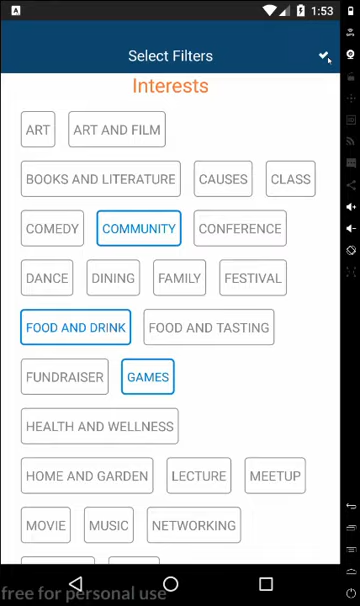 A
1:53
Select Filters
Interests
ART ART AND FILM
BOOKS AND LITERATURE CAUSES CLASS
COMEDY COMMUNITY CONFERENCE
DANCE DINING FAMILY FESTIVAL
FOOD AND DRINK FOOD AND TASTING
FUNDRAISER GAMES
HEALTH AND WELLNESS
HOME AND GARDEN LECTURE MEETUP
MOVIE MUSIC NETWORKING
free for personal use